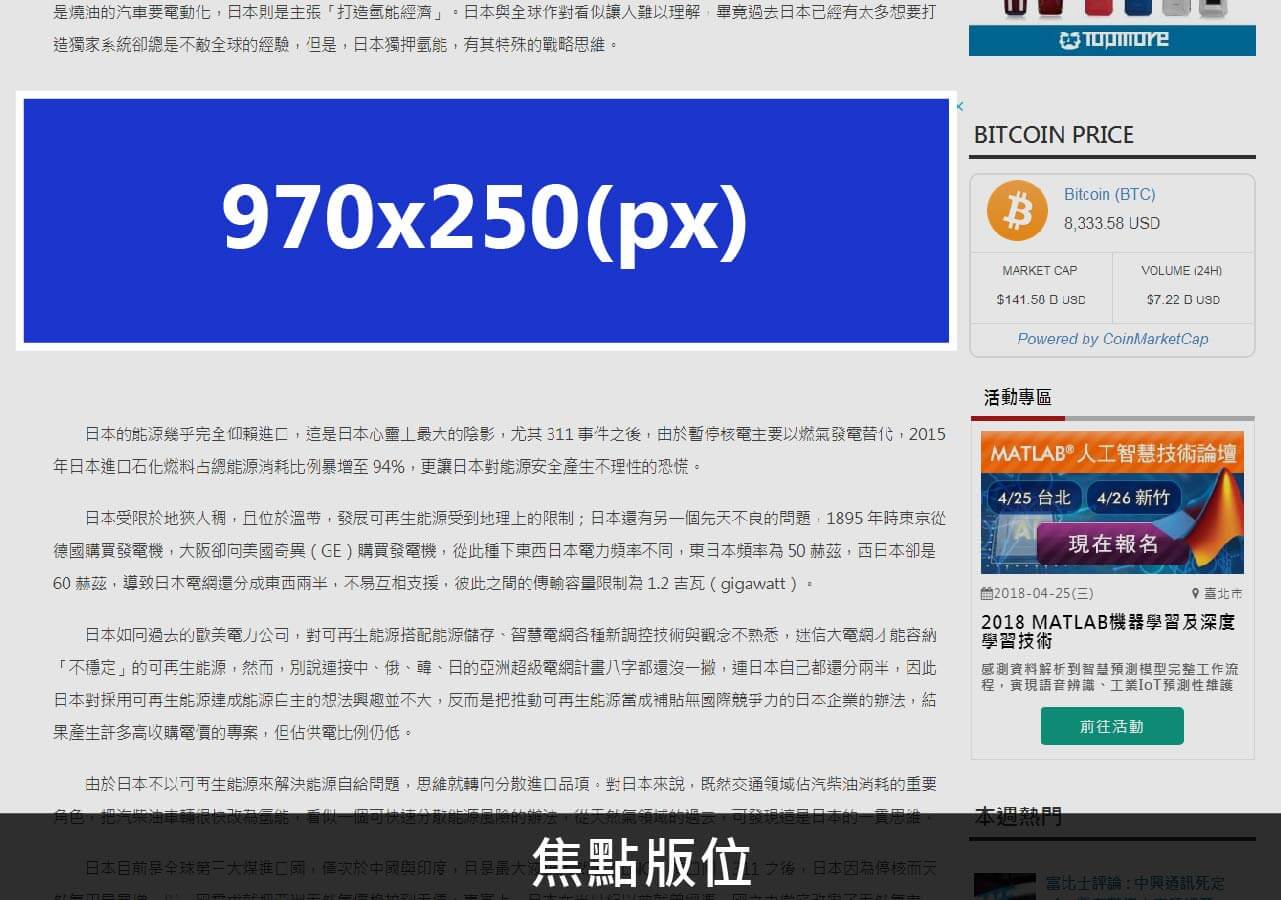 是燒油的汽車要電動化，日本則是主張「打造氫能經濟」。日本與全球作對看似讓人難以理解，畢竟過去日本已經有太多想要打
造獨家系統卻總是不敵全球的經驗，但是，日本獨押氫能，有其特殊的戰略思維。
TOPMORE
970x250(px)
BITCOIN PRICE
Bitcoin (BTC)
8,333.58 USD
MARKET CAP
VOLUME (24H)
$141.58 B USD
$7.22 B USD
Powered by CoinMarketCap
日本的能源幾乎完全仰賴進口，這是日本心靈上最大的陰影，尤其 311 事件之後，由於暫停核電主要以燃氣發電替代，2015
年日本進口石化燃料占總能源消耗比例暴增至 94%，更讓日本對能源安全產生不理性的恐慌。
日本受限於地狹人稠，且位於溫帶，發展可再生能源受到地理上的限制；日本還有另一個先天不良的問題，1895 年時東京從
德國購買發電機，大阪卻向美國奇異（GE）購買發電機，從此種下東西日本電力頻率不同，東日本頻率為 50 赫茲，西日本卻是
60 赫茲，導致日本電網還分成東西兩半，不易互相支援，彼此之間的傳輸容量限制為 1.2 吉瓦（gigawatt）。
日本如同過去的歐美電力公司，對可再生能源搭配能源儲存、智慧電網各種新調控技術與觀念不熟悉，迷信大電網才能容納
「不穩定」的可再生能源，然而，別說連接中、俄、韓、日的亞洲超級電網計畫八字都還沒一撇，連日本自己都還分兩半，因此
日本對採用可再生能源達成能源自主的想法興趣並不大，反而是把推動可再生能源當成補貼無國際競爭力的日本企業的辦法，結
果產生許多高收購電價的專案，但佔供電比例仍低。
由於日本不以可再生能源來解決能源自給問題，思維就轉向分散進口品項。對日本來說，既然交通領域佔汽柴油消耗的重要
角色，把汽柴油車輛很快改為氫能，看似一個可快速分散能源風險的辦法，從天然氣領域的過去，可發現這是日本的一貫思維。
日本目前是全球第三大煤進口國，僅次於中國與印度，且是最大液
311 之後，日本因為停核而天
活動專區
MATLAB® 人工智慧技術論壇
4/25 台北
4/26 新竹
現在報名
2018-04-25(三)
臺北市
2018 MATLAB機器學習及深度
學習技術
感測資料解析到智慧預測模型完整工作流
程，實現語音辨識、工業IoT預測性維護
前往活動
本週熱門
富比士評論 : 中興通訊死定
焦點版位